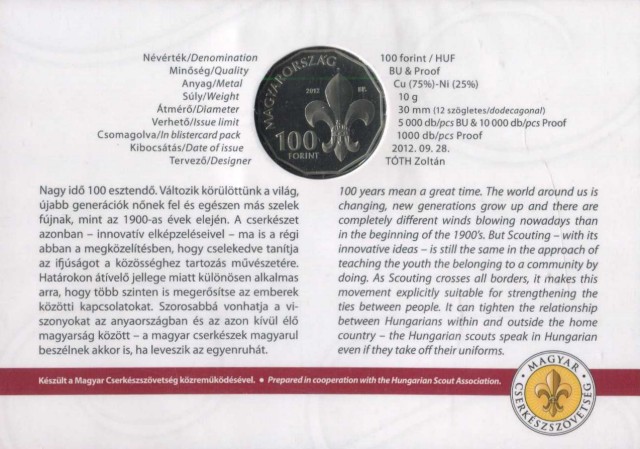 Névérték/Denomination 100 forint / HUF
Minőség/Quality BU & Proof
Anyag/Metal Cu (75%)-Ni (25%)
Súly/Weight 10 g
Átmérő/Diameter 30 mm (12 szögletes/dodecagonal)
Verhető/Issue limit 5 000 db/pcs BU & 10 000 db/pcs Proof
Csomagolva/In blistercard pack 1000 db/pcs Proof
Kibocsátás/Date of issue 2012. 09. 28.
Tervező/Designer TÓTH Zoltán
MAGYARORSZÁG
2012 BP.
100
FORINT
Nagy idő 100 esztendő. Változik körülöttünk a világ,
újabb generációk nőnek fel és egészen más szelek
fújnak, mint az 1900-as évek elején. A cserkészet
azonban – innovatív elképzeléseivel – ma is a régi
abban a megközelítésben, hogy cselekedve tanítja
az ifjúságot a közösséghez tartozás művészetére.
Határokon átívelő jellege miatt különösen alkalmas
arra, hogy több szinten is megerősítse az emberek
közötti kapcsolatokat. Szorosabbá vonhatja a vi-
szonyokat az anyaországban és az azon kívül élő
magyarság között – a magyar cserkészek magyarul
beszélnek akkor is, ha leveszik az egyenruhát.
100 years mean a great time. The world around us is
changing, new generations grow up and there are
completely different winds blowing nowadays than
in the beginning of the 1900's. But Scouting – with its
innovative ideas – is still the same in the approach of
teaching the youth the belonging to a community by
doing. As Scouting crosses all borders, it makes this
movement explicitly suitable for strengthening the
ties between people. It can tighten the relationship
between Hungarians within and outside the home
country – the Hungarian scouts speak in Hungarian
even if they take off their uniforms.
Készült a Magyar Cserkészszövetség közreműködésével. • Prepared in cooperation with the Hungarian Scout Association.
MAGYAR
CSERKÉSZSZÖVETSÉG